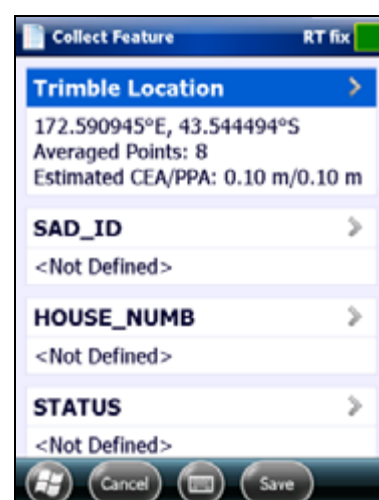 Collect Feature RT fix
Trimble Location
172.590945°E, 43.544494°S
Averaged Points: 8
Estimated CEA/PPA: 0.10 m/0.10 m
SAD_ID
<Not Defined>
HOUSE_NUMB
<Not Defined>
STATUS
<Not Defined>
Cancel Save